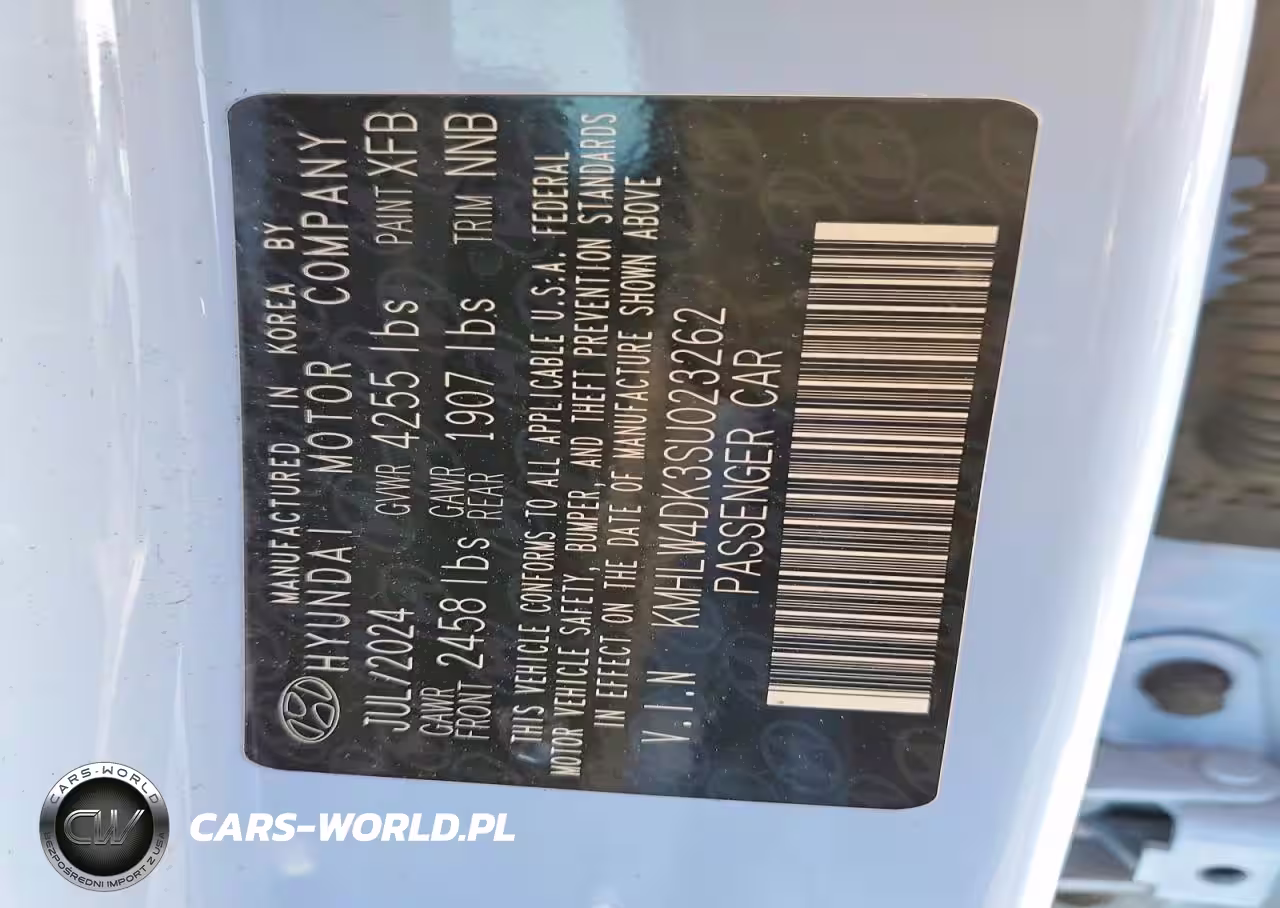 MANUFACTURED IN KOREA BY
HYUNDAI MOTOR COMPANY
JUL/2024 GVWR 4255 lbs PAINT XFB
GAWR FRONT 2458 lbs GAWR REAR 1907 lbs TRIM NNB
THIS VEHICLE CONFORMS TO ALL APPLICABLE U.S.A. FEDERAL
MOTOR VEHICLE SAFETY, BUMPER, AND THEFT PREVENTION STANDARDS
IN EFFECT ON THE DATE OF MANUFACTURE SHOWN ABOVE
V.I.N KMHLW4DK3SU023262
PASSENGER CAR
CARS-WORLD
CW
BEZPOŚREDNI IMPORT Z USA
CARS-WORLD.PL